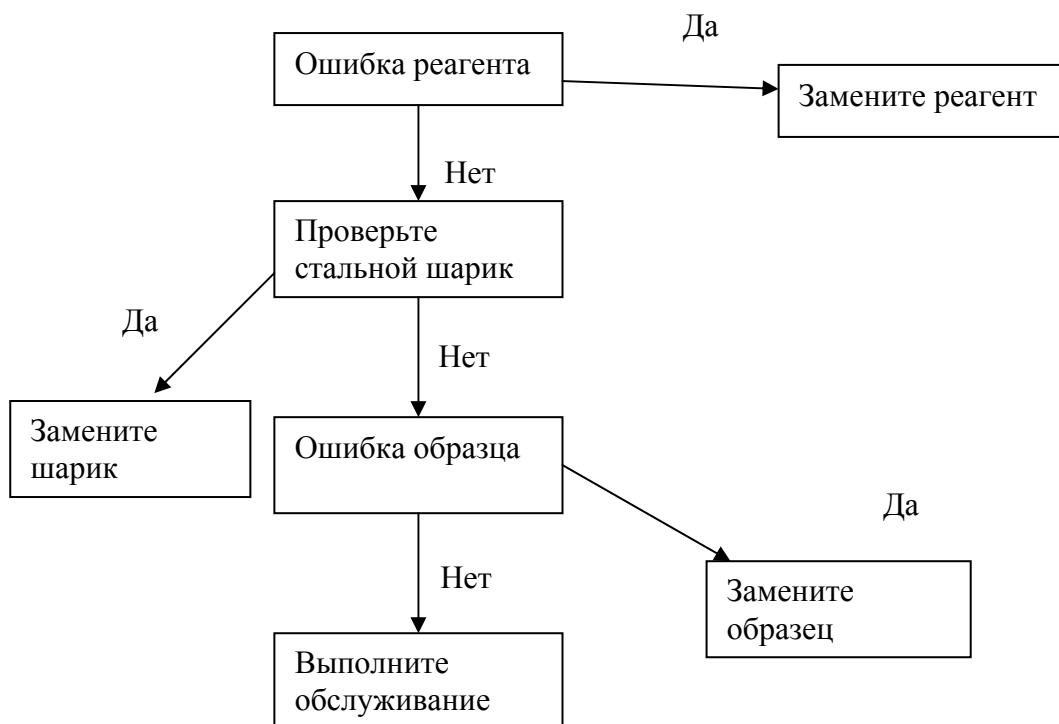 Да
Ошибка реагента
Замените реагент
Нет
Проверьте
стальной шарик
Да
Нет
Замените
шарик
Ошибка образца
Да
Нет
Замените
образец
Выполните
обслуживание